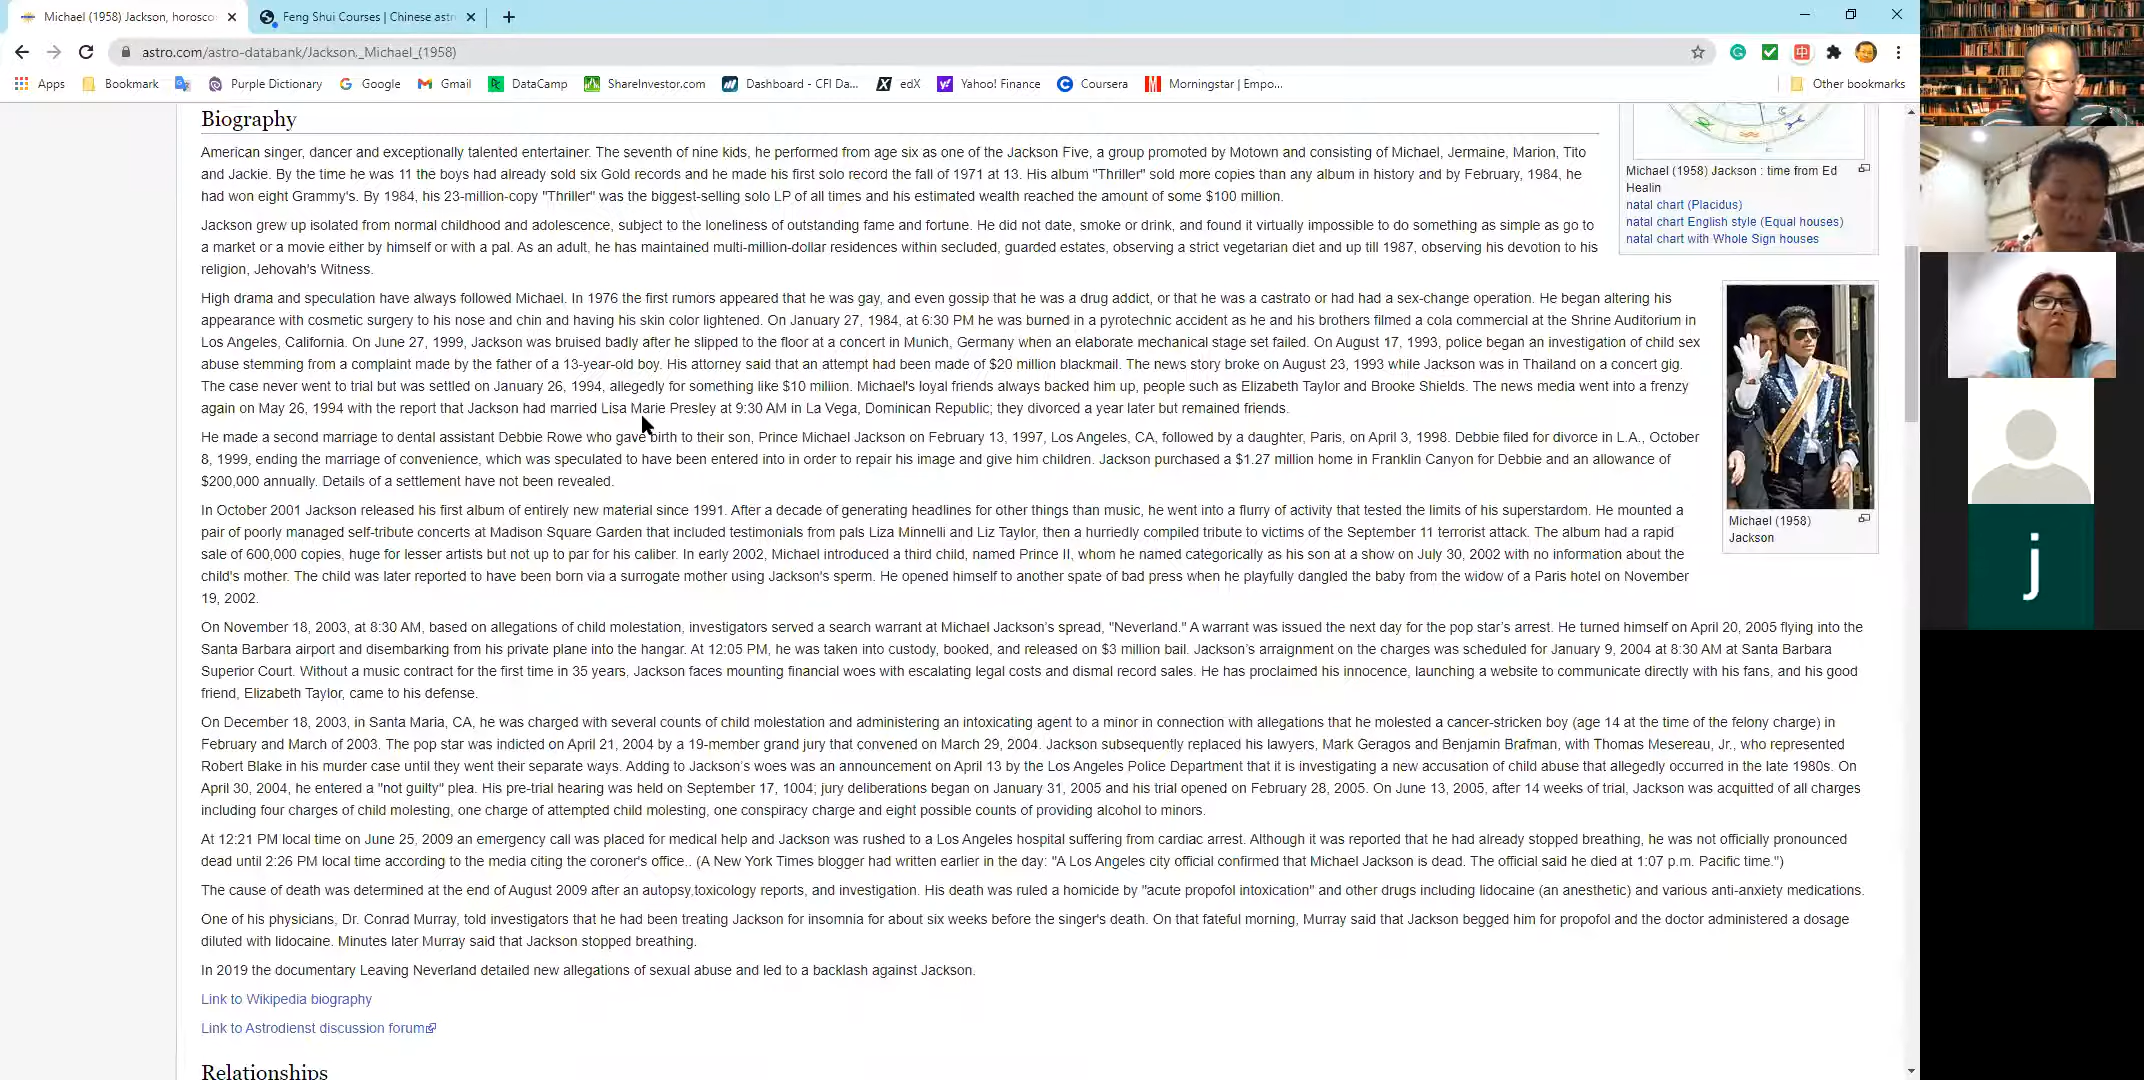 Michael (1958) Jackson, horosco
Feng Shui Courses | Chinese astr
astro.com/astro-databank/Jackson,_Michael_(1958)
Apps
Bookmark
Purple Dictionary
Google
Gmail
DataCamp
ShareInvestor.com
Dashboard - CFI Da...
edX
Yahoo! Finance
Coursera
Morningstar | Empo...
Other bookmarks
Biography
American singer, dancer and exceptionally talented entertainer. The seventh of nine kids, he performed from age six as one of the Jackson Five, a group promoted by Motown and consisting of Michael, Jermaine, Marion, Tito
and Jackie. By the time he was 11 the boys had already sold six Gold records and he made his first solo record the fall of 1971 at 13. His album "Thriller" sold more copies than any album in history and by February, 1984, he
had won eight Grammy's. By 1984, his 23-million-copy "Thriller" was the biggest-selling solo LP of all times and his estimated wealth reached the amount of some $100 million.
Jackson grew up isolated from normal childhood and adolescence, subject to the loneliness of outstanding fame and fortune. He did not date, smoke or drink, and found it virtually impossible to do something as simple as go to
a market or a movie either by himself or with a pal. As an adult, he has maintained multi-million-dollar residences within secluded, guarded estates, observing a strict vegetarian diet and up till 1987, observing his devotion to his
religion, Jehovah's Witness.
High drama and speculation have always followed Michael. In 1976 the first rumors appeared that he was gay, and even gossip that he was a drug addict, or that he was a castrato or had had a sex-change operation. He began altering his
appearance with cosmetic surgery to his nose and chin and having his skin color lightened. On January 27, 1984, at 6:30 PM he was burned in a pyrotechnic accident as he and his brothers filmed a cola commercial at the Shrine Auditorium in
Los Angeles, California. On June 27, 1999, Jackson was bruised badly after he slipped to the floor at a concert in Munich, Germany when an elaborate mechanical stage set failed. On August 17, 1993, police began an investigation of child sex
abuse stemming from a complaint made by the father of a 13-year-old boy. His attorney said that an attempt had been made of $20 million blackmail. The news story broke on August 23, 1993 while Jackson was in Thailand on a concert gig.
The case never went to trial but was settled on January 26, 1994, allegedly for something like $10 million. Michael's loyal friends always backed him up, people such as Elizabeth Taylor and Brooke Shields. The news media went into a frenzy
again on May 26, 1994 with the report that Jackson had married Lisa Marie Presley at 9:30 AM in La Vega, Dominican Republic; they divorced a year later but remained friends.
He made a second marriage to dental assistant Debbie Rowe who gave birth to their son, Prince Michael Jackson on February 13, 1997, Los Angeles, CA, followed by a daughter, Paris, on April 3, 1998. Debbie filed for divorce in L.A., October
8, 1999, ending the marriage of convenience, which was speculated to have been entered into in order to repair his image and give him children. Jackson purchased a $1.27 million home in Franklin Canyon for Debbie and an allowance of
$200,000 annually. Details of a settlement have not been revealed.
In October 2001 Jackson released his first album of entirely new material since 1991. After a decade of generating headlines for other things than music, he went into a flurry of activity that tested the limits of his superstardom. He mounted a
pair of poorly managed self-tribute concerts at Madison Square Garden that included testimonials from pals Liza Minnelli and Liz Taylor, then a hurriedly compiled tribute to victims of the September 11 terrorist attack. The album had a rapid
sale of 600,000 copies, huge for lesser artists but not up to par for his caliber. In early 2002, Michael introduced a third child, named Prince II, whom he named categorically as his son at a show on July 30, 2002 with no information about the
child's mother. The child was later reported to have been born via a surrogate mother using Jackson's sperm. He opened himself to another spate of bad press when he playfully dangled the baby from the widow of a Paris hotel on November
19, 2002.
On November 18, 2003, at 8:30 AM, based on allegations of child molestation, investigators served a search warrant at Michael Jackson's spread, "Neverland." A warrant was issued the next day for the pop star's arrest. He turned himself on April 20, 2005 flying into the
Santa Barbara airport and disembarking from his private plane into the hangar. At 12:05 PM, he was taken into custody, booked, and released on $3 million bail. Jackson's arraignment on the charges was scheduled for January 9, 2004 at 8:30 AM at Santa Barbara
Superior Court. Without a music contract for the first time in 35 years, Jackson faces mounting financial woes with escalating legal costs and dismal record sales. He has proclaimed his innocence, launching a website to communicate directly with his fans, and his good
friend, Elizabeth Taylor, came to his defense.
On December 18, 2003, in Santa Maria, CA, he was charged with several counts of child molestation and administering an intoxicating agent to a minor in connection with allegations that he molested a cancer-stricken boy (age 14 at the time of the felony charge) in
February and March of 2003. The pop star was indicted on April 21, 2004 by a 19-member grand jury that convened on March 29, 2004. Jackson subsequently replaced his lawyers, Mark Geragos and Benjamin Brafman, with Thomas Mesereau, Jr., who represented
Robert Blake in his murder case until they went their separate ways. Adding to Jackson's woes was an announcement on April 13 by the Los Angeles Police Department that it is investigating a new accusation of child abuse that allegedly occurred in the late 1980s. On
April 30, 2004, he entered a "not guilty" plea. His pre-trial hearing was held on September 17, 1004; jury deliberations began on January 31, 2005 and his trial opened on February 28, 2005. On June 13, 2005, after 14 weeks of trial, Jackson was acquitted of all charges
including four charges of child molesting, one charge of attempted child molesting, one conspiracy charge and eight possible counts of providing alcohol to minors.
At 12:21 PM local time on June 25, 2009 an emergency call was placed for medical help and Jackson was rushed to a Los Angeles hospital suffering from cardiac arrest. Although it was reported that he had already stopped breathing, he was not officially pronounced
dead until 2:26 PM local time according to the media citing the coroner's office.. (A New York Times blogger had written earlier in the day: "A Los Angeles city official confirmed that Michael Jackson is dead. The official said he died at 1:07 p.m. Pacific time.")
The cause of death was determined at the end of August 2009 after an autopsy,toxicology reports, and investigation. His death was ruled a homicide by "acute propofol intoxication" and other drugs including lidocaine (an anesthetic) and various anti-anxiety medications.
One of his physicians, Dr. Conrad Murray, told investigators that he had been treating Jackson for insomnia for about six weeks before the singer's death. On that fateful morning, Murray said that Jackson begged him for propofol and the doctor administered a dosage
diluted with lidocaine. Minutes later Murray said that Jackson stopped breathing.
In 2019 the documentary Leaving Neverland detailed new allegations of sexual abuse and led to a backlash against Jackson.
Link to Wikipedia biography
Link to Astrodienst discussion forum
Relationships
Michael (1958) Jackson : time from Ed
Healin
natal chart (Placidus)
natal chart English style (Equal houses)
natal chart with Whole Sign houses
Michael (1958)
Jackson
j